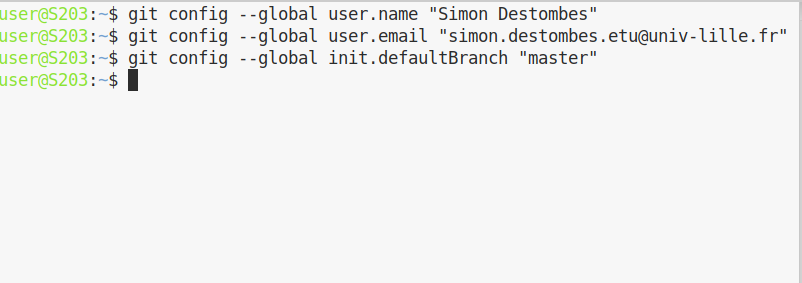 user@S203:~$ git config --global user.name "Simon Destombes"
user@S203:~$ git config --global user.email "simon.destombes.etu@univ-lille.fr"
user@S203:~$ git config --global init.defaultBranch "master"
user@S203:~$